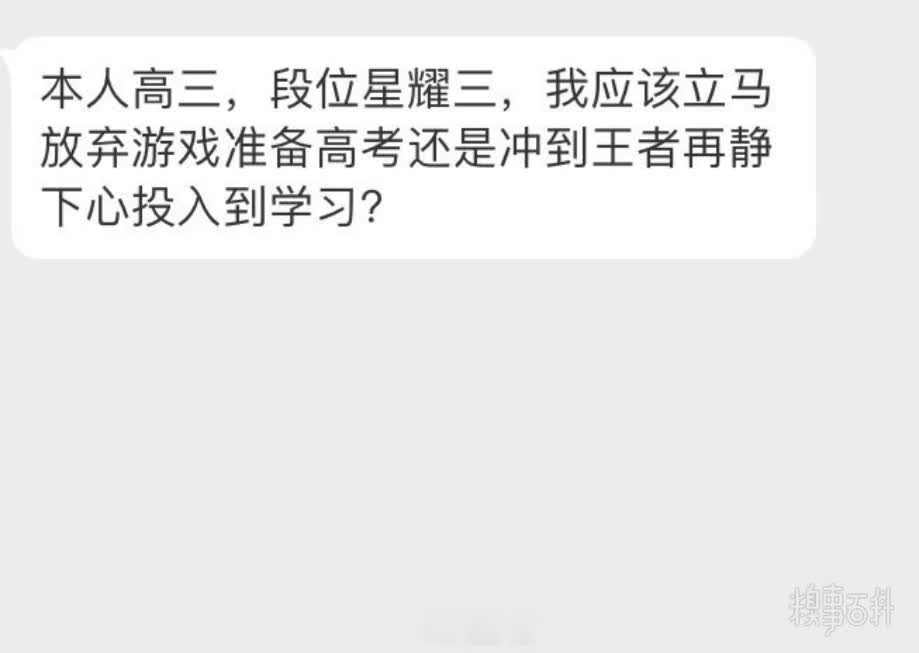 本人高三，段位星耀三，我应该立马
放弃游戏准备高考还是冲到王者再静
下心投入到学习？
糗事百科